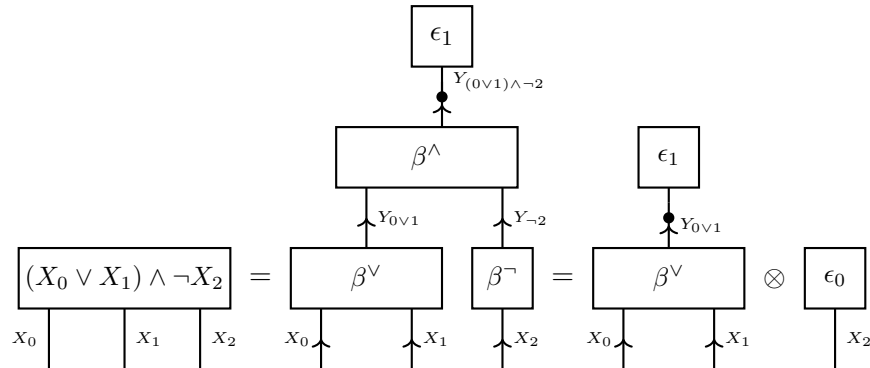 ϵ₁
Y₍₀∨₁₎∧¬₂
β^∧
ϵ₁
Y₀∨₁ Y¬₂ Y₀∨₁
(X₀ ∨ X₁) ∧ ¬X₂ = β^∨ β^¬ = β^∨ ⊗ ϵ₀
X₀ X₁ X₂ X₀ X₁ X₂ X₀ X₁ X₂